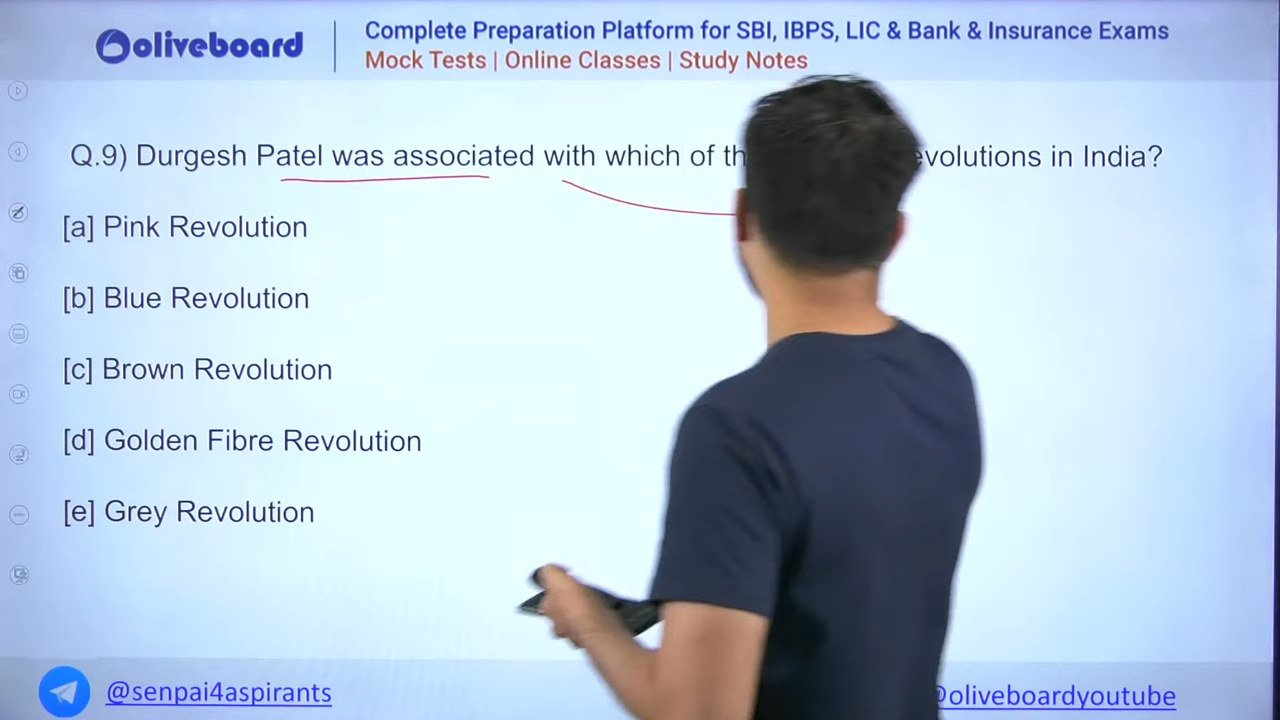 oliveboard
Complete Preparation Platform for SBI, IBPS, LIC & Bank & Insurance Exams
Mock Tests | Online Classes | Study Notes
Q.9) Durgesh Patel was associated with which of th evolutions in India?
[a] Pink Revolution
[b] Blue Revolution
[c] Brown Revolution
[d] Golden Fibre Revolution
[e] Grey Revolution
@senpai4aspirants
@oliveboardyoutube